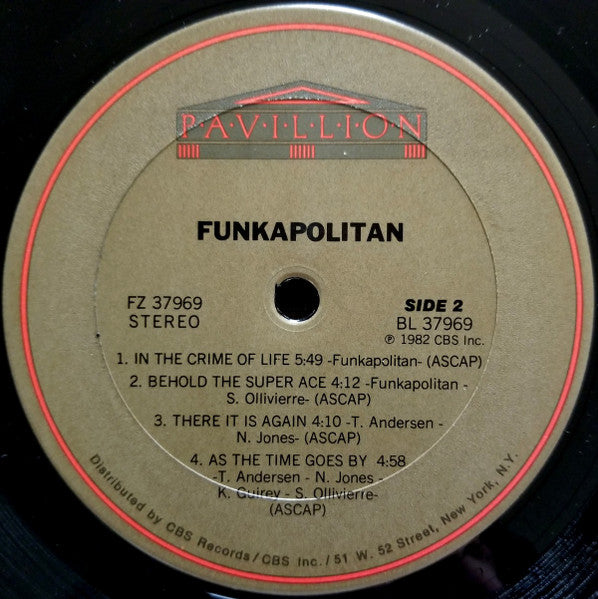 P·A·V·I·L·L·I·O·N
FUNKAPOLITAN
FZ 37969
STEREO
SIDE 2
BL 37969
℗ 1982 CBS Inc.
1. IN THE CRIME OF LIFE 5:49 -Funkapolitan- (ASCAP)
2. BEHOLD THE SUPER ACE 4:12 -Funkapolitan -
S. Ollivierre- (ASCAP)
3. THERE IT IS AGAIN 4:10 -T. Andersen -
N. Jones- (ASCAP)
4. AS THE TIME GOES BY 4:58
-T. Andersen - N. Jones -
K. Guirey - S. Ollivierre-
(ASCAP)
Distributed by CBS Records/CBS Inc./51 W. 52 Street, New York, N.Y.